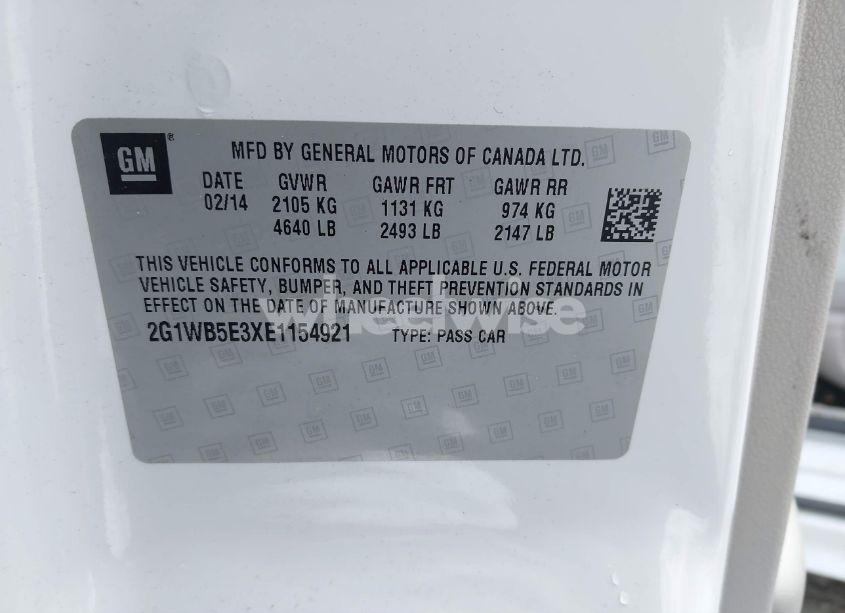 GM
MFD BY GENERAL MOTORS OF CANADA LTD.
DATE GVWR GAWR FRT GAWR RR
02/14 2105 KG 1131 KG 974 KG
4640 LB 2493 LB 2147 LB
THIS VEHICLE CONFORMS TO ALL APPLICABLE U.S. FEDERAL MOTOR
VEHICLE SAFETY, BUMPER, AND THEFT PREVENTION STANDARDS IN
EFFECT ON THE DATE OF MANUFACTURE SHOWN ABOVE.
wheelwise
2G1WB5E3XE1154921 TYPE: PASS CAR